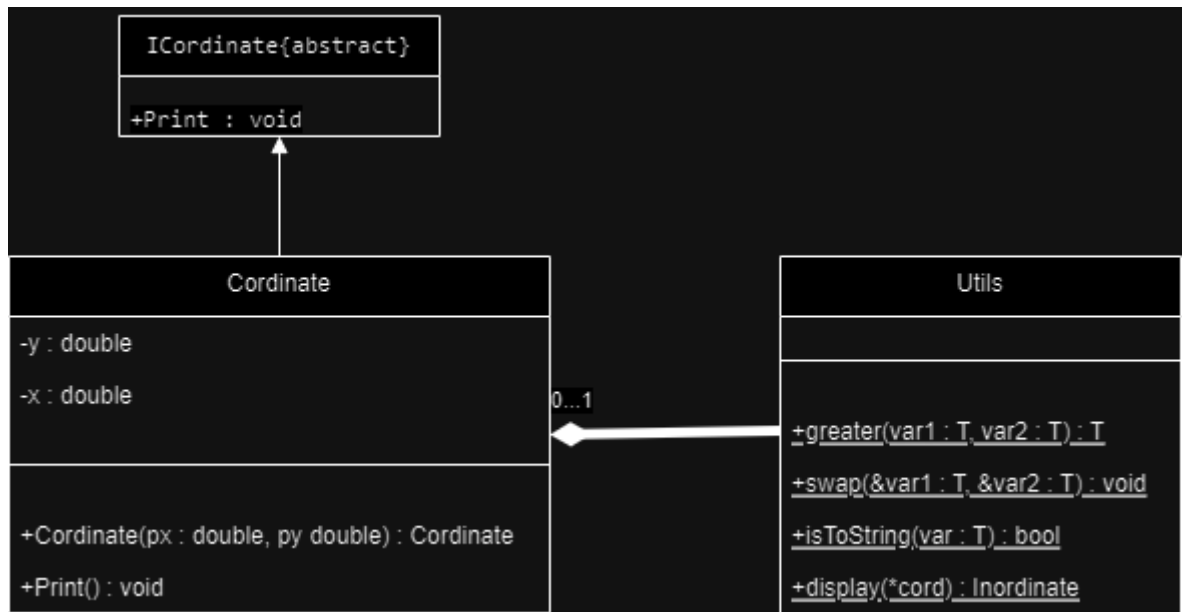 ICordinate{abstract}
+Print : void
Cordinate
-y : double
-x : double
+Cordinate(px : double, py double) : Cordinate
+Print() : void
0...1
Utils
+greater(var1 : T, var2 : T) : T
+swap(&var1 : T, &var2 : T) : void
+isToString(var : T) : bool
+display(*cord) : Inordinate